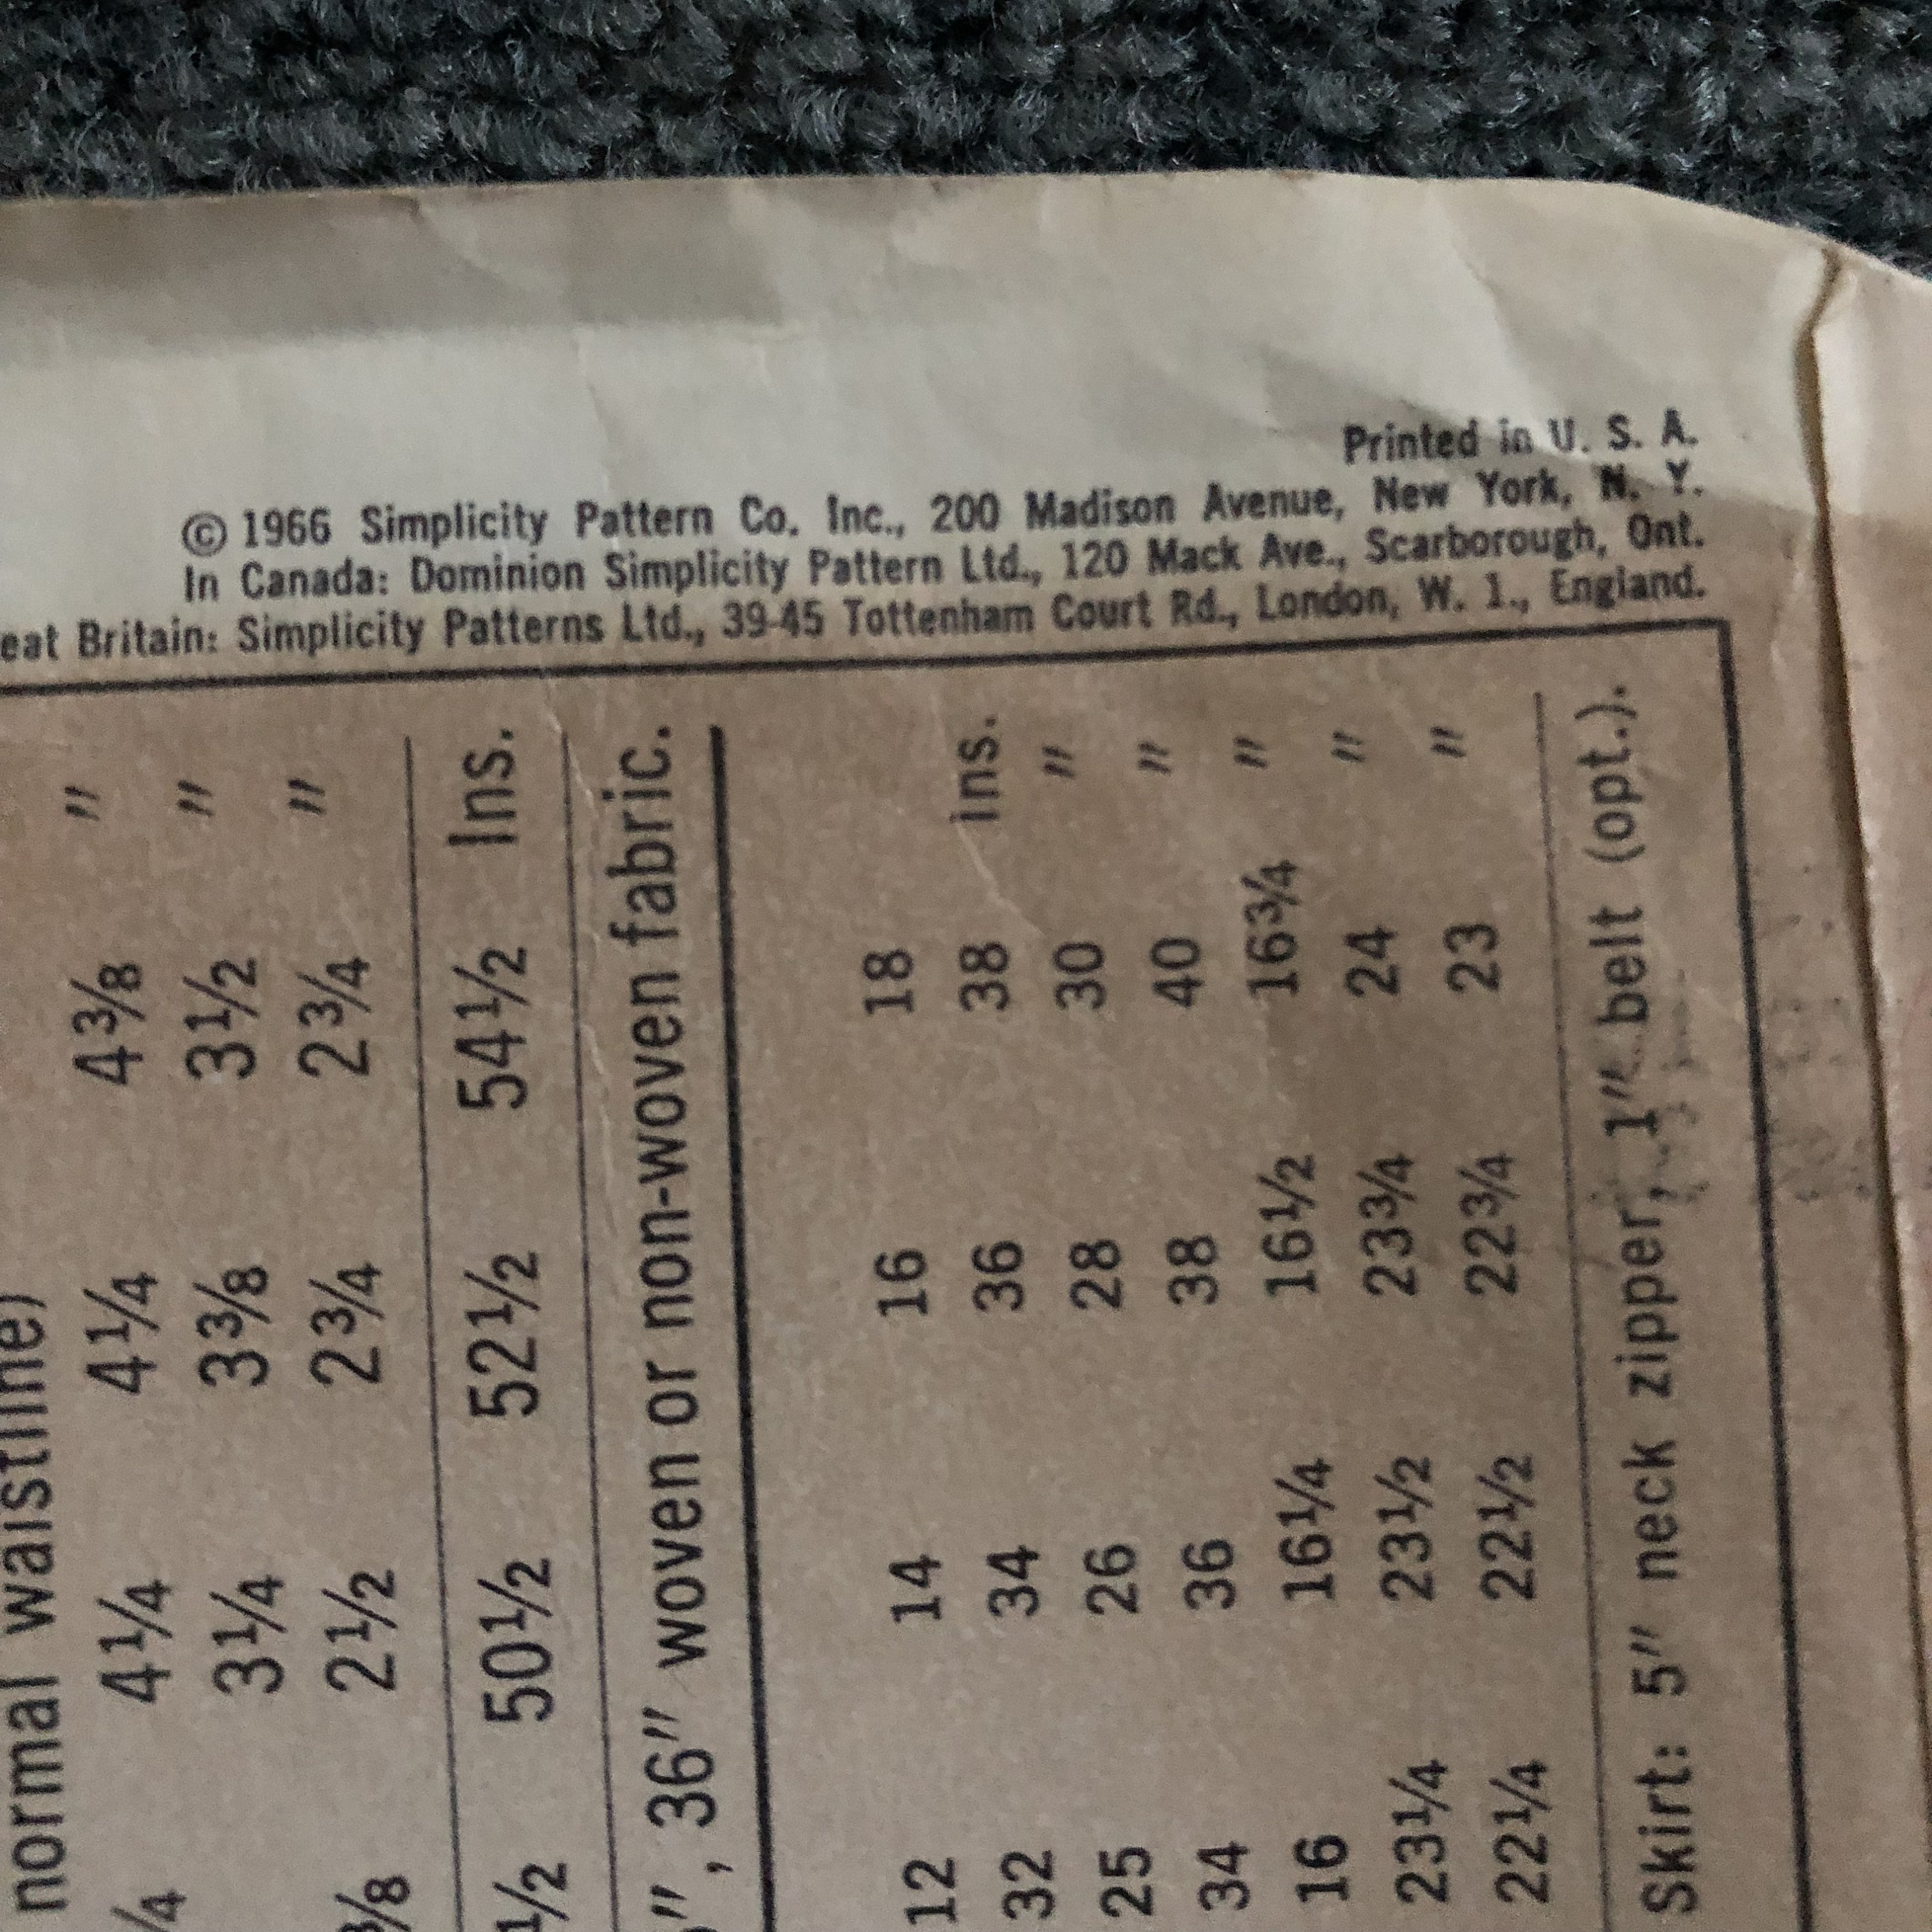 Printed in U. S. A.
© 1966 Simplicity Pattern Co. Inc., 200 Madison Avenue, New York, N. Y.
In Canada: Dominion Simplicity Pattern Ltd., 120 Mack Ave., Scarborough, Ont.
eat Britain: Simplicity Patterns Ltd., 39-45 Tottenham Court Rd., London, W. 1., England.
normal waistline)
/4 4¼ 4¼ 4⅜ "
3¼ 3⅜ 3½ "
⅜ 2½ 2¾ 2¾ "
½ 50½ 52½ 54½ Ins.
", 36" woven or non-woven fabric.
12 14 16 18
32 34 36 38 ins.
25 26 28 30 "
34 36 38 40 "
16 16¼ 16½ 16¾ "
23¼ 23½ 23¾ 24 "
22¼ 22½ 22¾ 23 "
Skirt: 5" neck zipper, 1" belt (opt.).